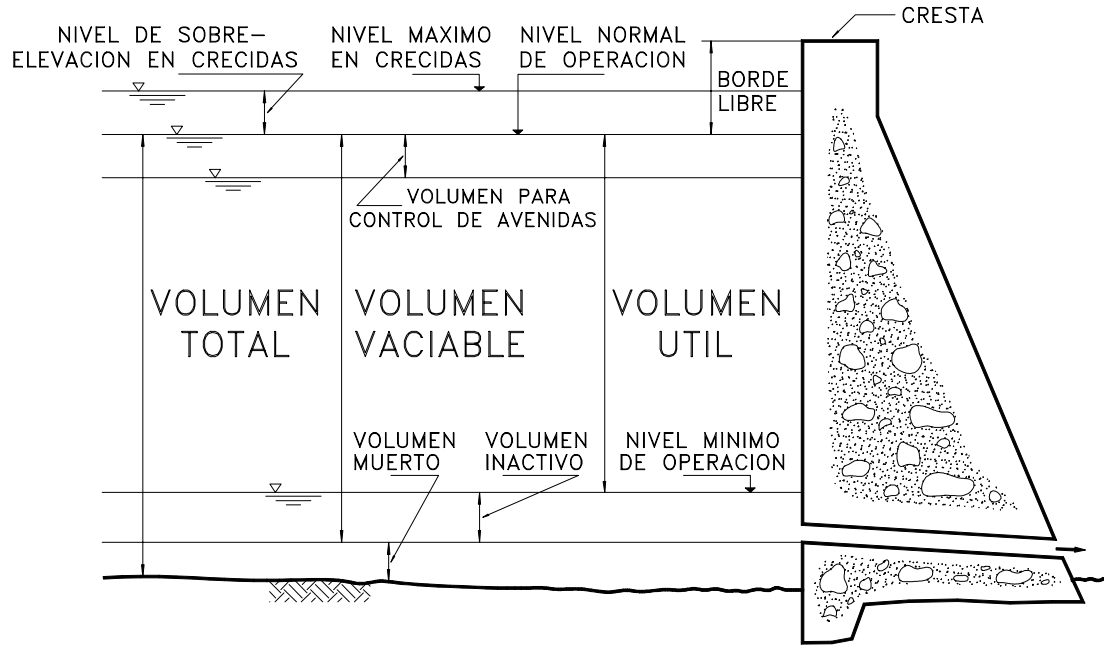 CRESTA
NIVEL DE SOBRE-
ELEVACION EN CRECIDAS
NIVEL MAXIMO
EN CRECIDAS
NIVEL NORMAL
DE OPERACION
BORDE
LIBRE
VOLUMEN PARA
CONTROL DE AVENIDAS
VOLUMEN
TOTAL
VOLUMEN
VACIABLE
VOLUMEN
UTIL
VOLUMEN
MUERTO
VOLUMEN
INACTIVO
NIVEL MINIMO
DE OPERACION